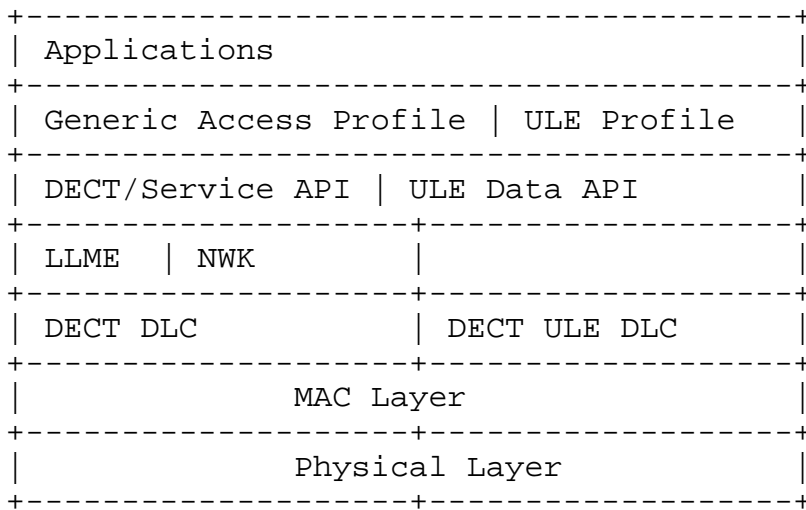 +----------------------------------------+
| Applications                           |
+----------------------------------------+
| Generic Access Profile | ULE Profile   |
+----------------------------------------+
| DECT/Service API | ULE Data API        |
+--------------------+-------------------+
| LLME  | NWK        |                   |
+--------------------+-------------------+
| DECT DLC           | DECT ULE DLC      |
+--------------------+-------------------+
|              MAC Layer                 |
+--------------------+-------------------+
|              Physical Layer            |
+--------------------+-------------------+